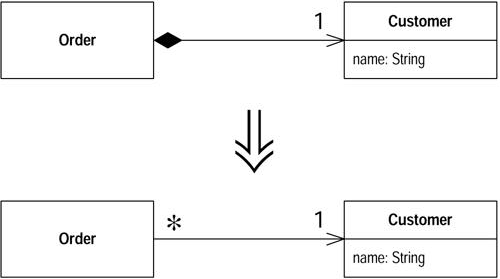 Order
1
Customer
name: String
Order
*
1
Customer
name: String